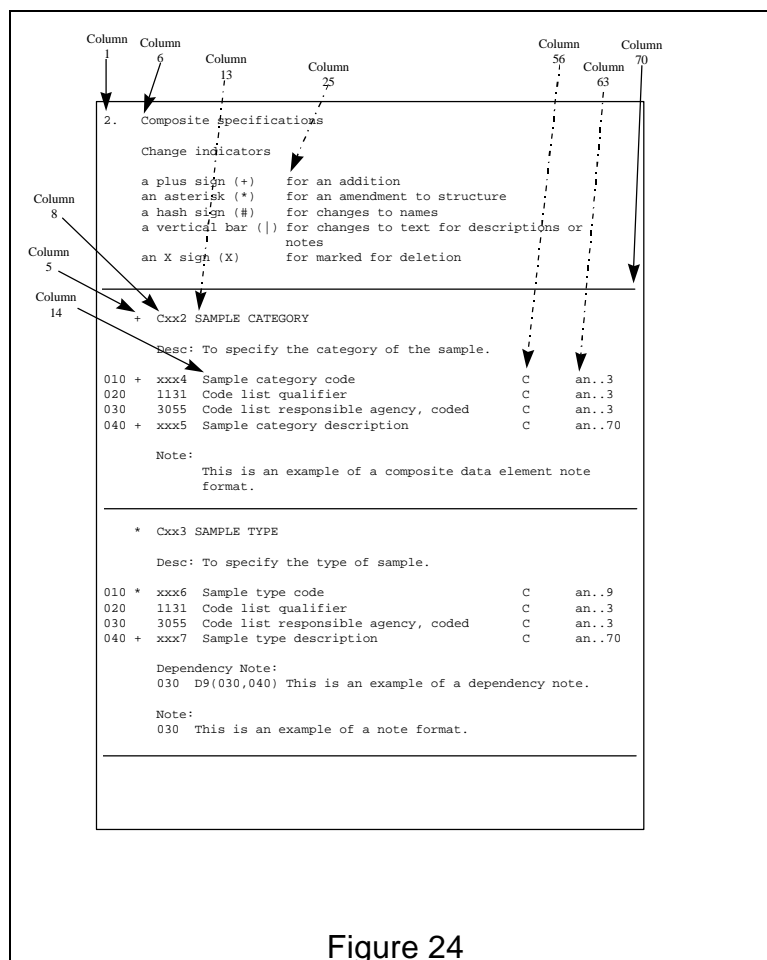 Column
1
Column
6
Column
13
Column
25
Column
56
Column
63
Column
70
2.   Composite specifications
Change indicators
a plus sign (+)    for an addition
an asterisk (*)    for an amendment to structure
a hash sign (#)    for changes to names
a vertical bar (|) for changes to text for descriptions or
notes
an X sign (X)      for marked for deletion
Column
8
Column
5
Column
14
+  Cxx2 SAMPLE CATEGORY
Desc: To specify the category of the sample.
010 +  xxx4  Sample category code                      C     an..3
020    1131  Code list qualifier                       C     an..3
030    3055  Code list responsible agency, coded       C     an..3
040 +  xxx5  Sample category description               C     an..70
Note:
This is an example of a composite data element note
format.
*  Cxx3 SAMPLE TYPE
Desc: To specify the type of sample.
010 *  xxx6  Sample type code                          C     an..9
020    1131  Code list qualifier                       C     an..3
030    3055  Code list responsible agency, coded       C     an..3
040 +  xxx7  Sample type description                   C     an..70
Dependency Note:
030  D9(030,040) This is an example of a dependency note.
Note:
030  This is an example of a note format.
Figure 24